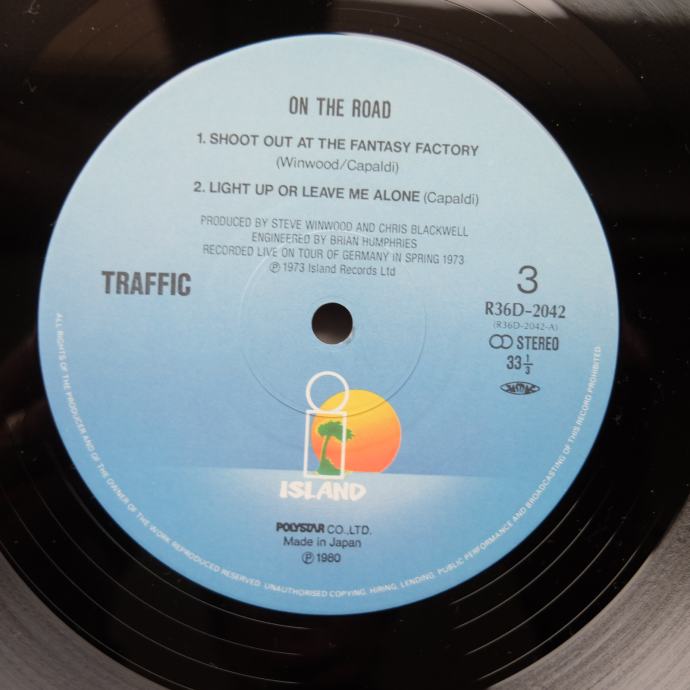 ON THE ROAD
1. SHOOT OUT AT THE FANTASY FACTORY
(Winwood/Capaldi)
2. LIGHT UP OR LEAVE ME ALONE (Capaldi)
PRODUCED BY STEVE WINWOOD AND CHRIS BLACKWELL
ENGINEERED BY BRIAN HUMPHRIES
RECORDED LIVE ON TOUR OF GERMANY IN SPRING 1973
℗ 1973 Island Records Ltd
TRAFFIC
3
R36D-2042
(R36D-2042-A)
STEREO
33 1/3
JASRAC
ISLAND
POLYSTAR CO.,LTD.
Made in Japan
℗ 1980
ALL RIGHTS OF THE PRODUCER AND OF THE OWNER OF THE WORK REPRODUCED RESERVED. UNAUTHORISED COPYING, HIRING, LENDING, PUBLIC PERFORMANCE AND BROADCASTING OF THIS RECORD PROHIBITED.